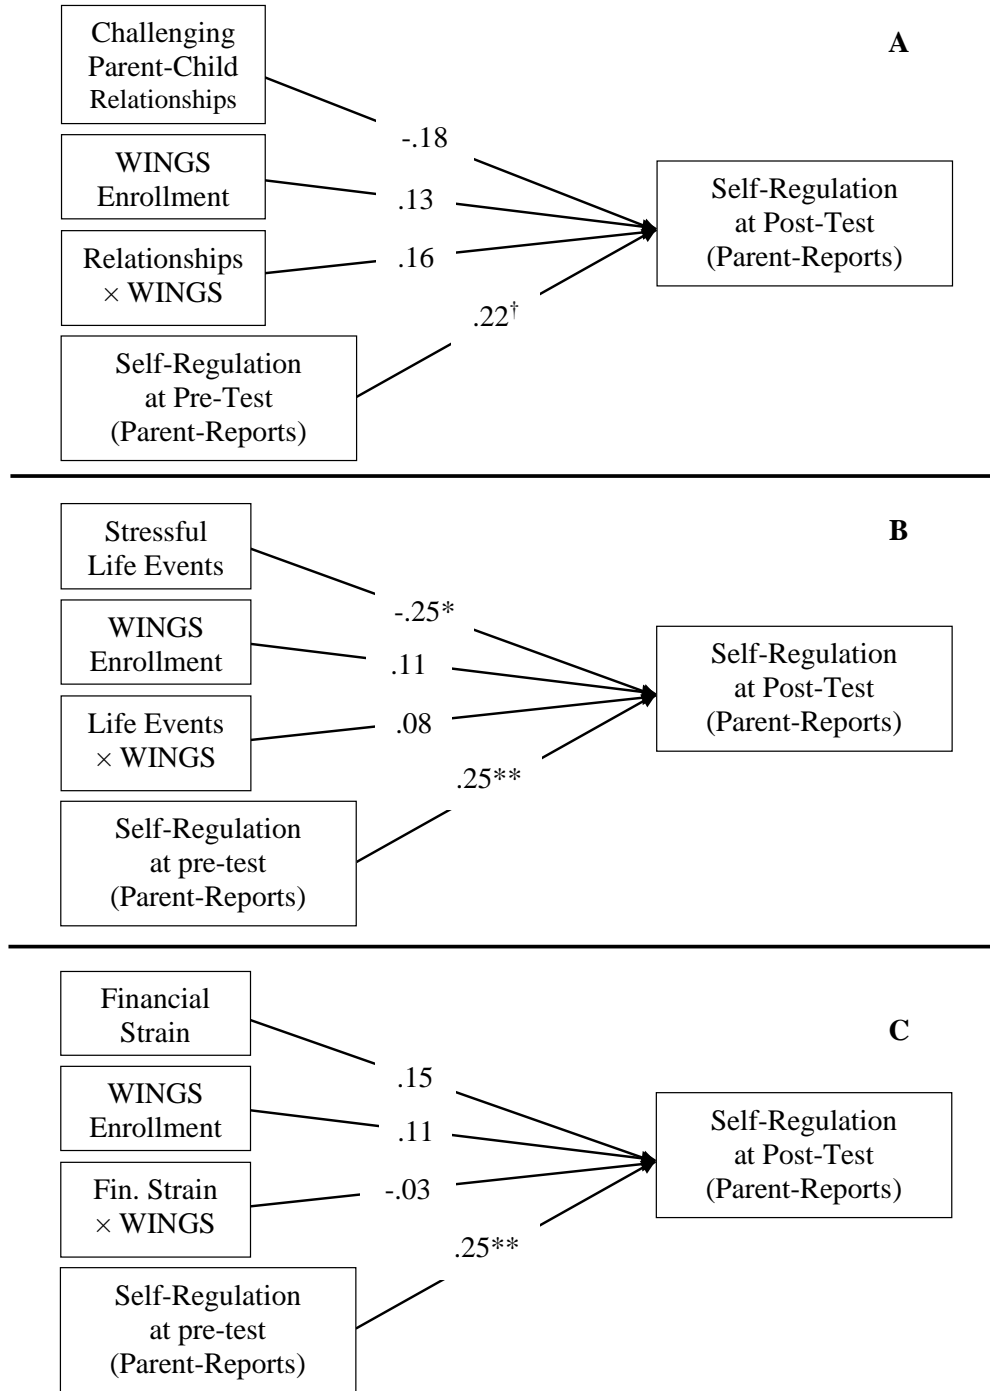 Challenging
Parent-Child
Relationships
A
-.18
WINGS
Enrollment
.13
Self-Regulation
at Post-Test
(Parent-Reports)
Relationships
× WINGS
.16
.22†
Self-Regulation
at Pre-Test
(Parent-Reports)
Stressful
Life Events
B
-.25*
WINGS
Enrollment
.11
Self-Regulation
at Post-Test
(Parent-Reports)
Life Events
× WINGS
.08
.25**
Self-Regulation
at pre-test
(Parent-Reports)
Financial
Strain
C
.15
WINGS
Enrollment
.11
Self-Regulation
at Post-Test
(Parent-Reports)
Fin. Strain
× WINGS
-.03
.25**
Self-Regulation
at pre-test
(Parent-Reports)